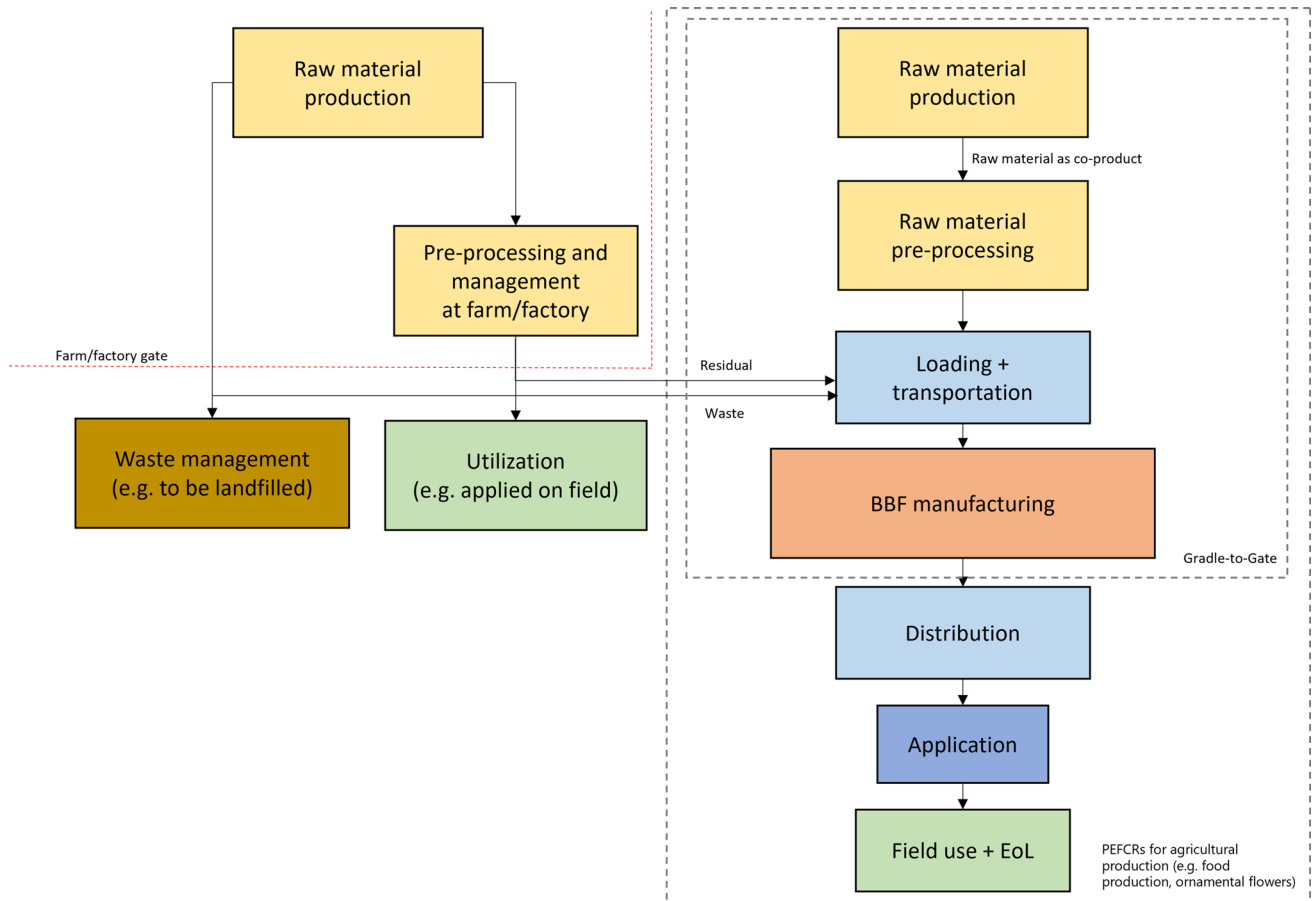 Raw material
production
Pre-processing and
management
at farm/factory
Farm/factory gate
Waste management
(e.g. to be landfilled)
Utilization
(e.g. applied on field)
Residual
Waste
Raw material
production
Raw material as co-product
Raw material
pre-processing
Loading +
transportation
BBF manufacturing
Gradle-to-Gate
Distribution
Application
Field use + EoL
PEFCRs for agricultural
production (e.g. food
production, ornamental flowers)